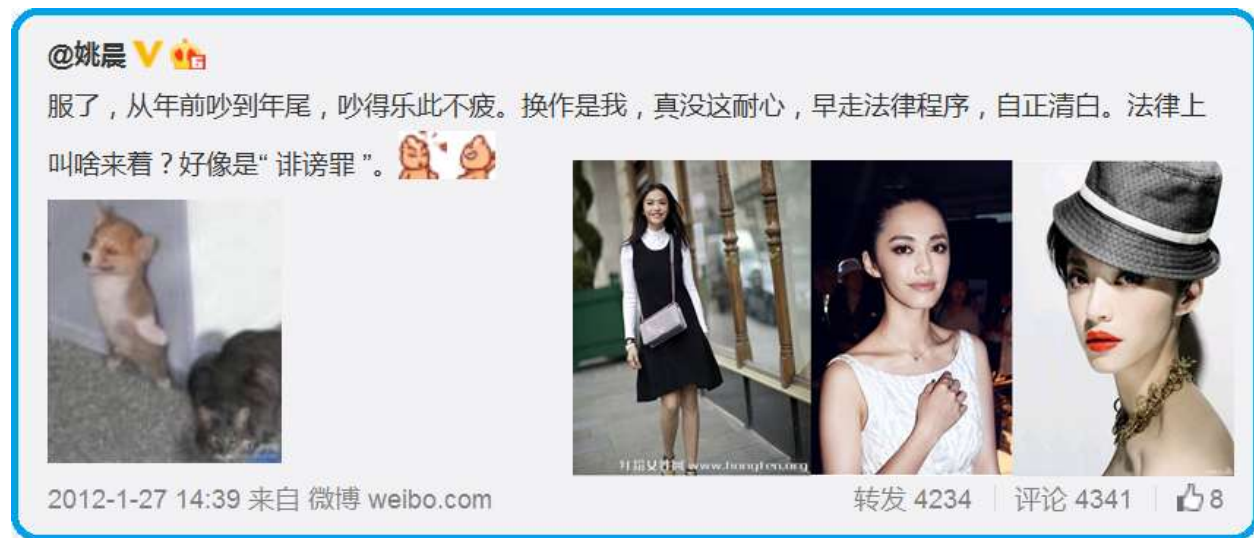 @姚晨
服了，从年前吵到年尾，吵得乐此不疲。换作是我，真没这耐心，早走法律程序，自正清白。法律上
叫啥来着？好像是“诽谤罪”。
www.hongfen.org
2012-1-27 14:39 来自 微博 weibo.com
转发 4234 评论 4341 8